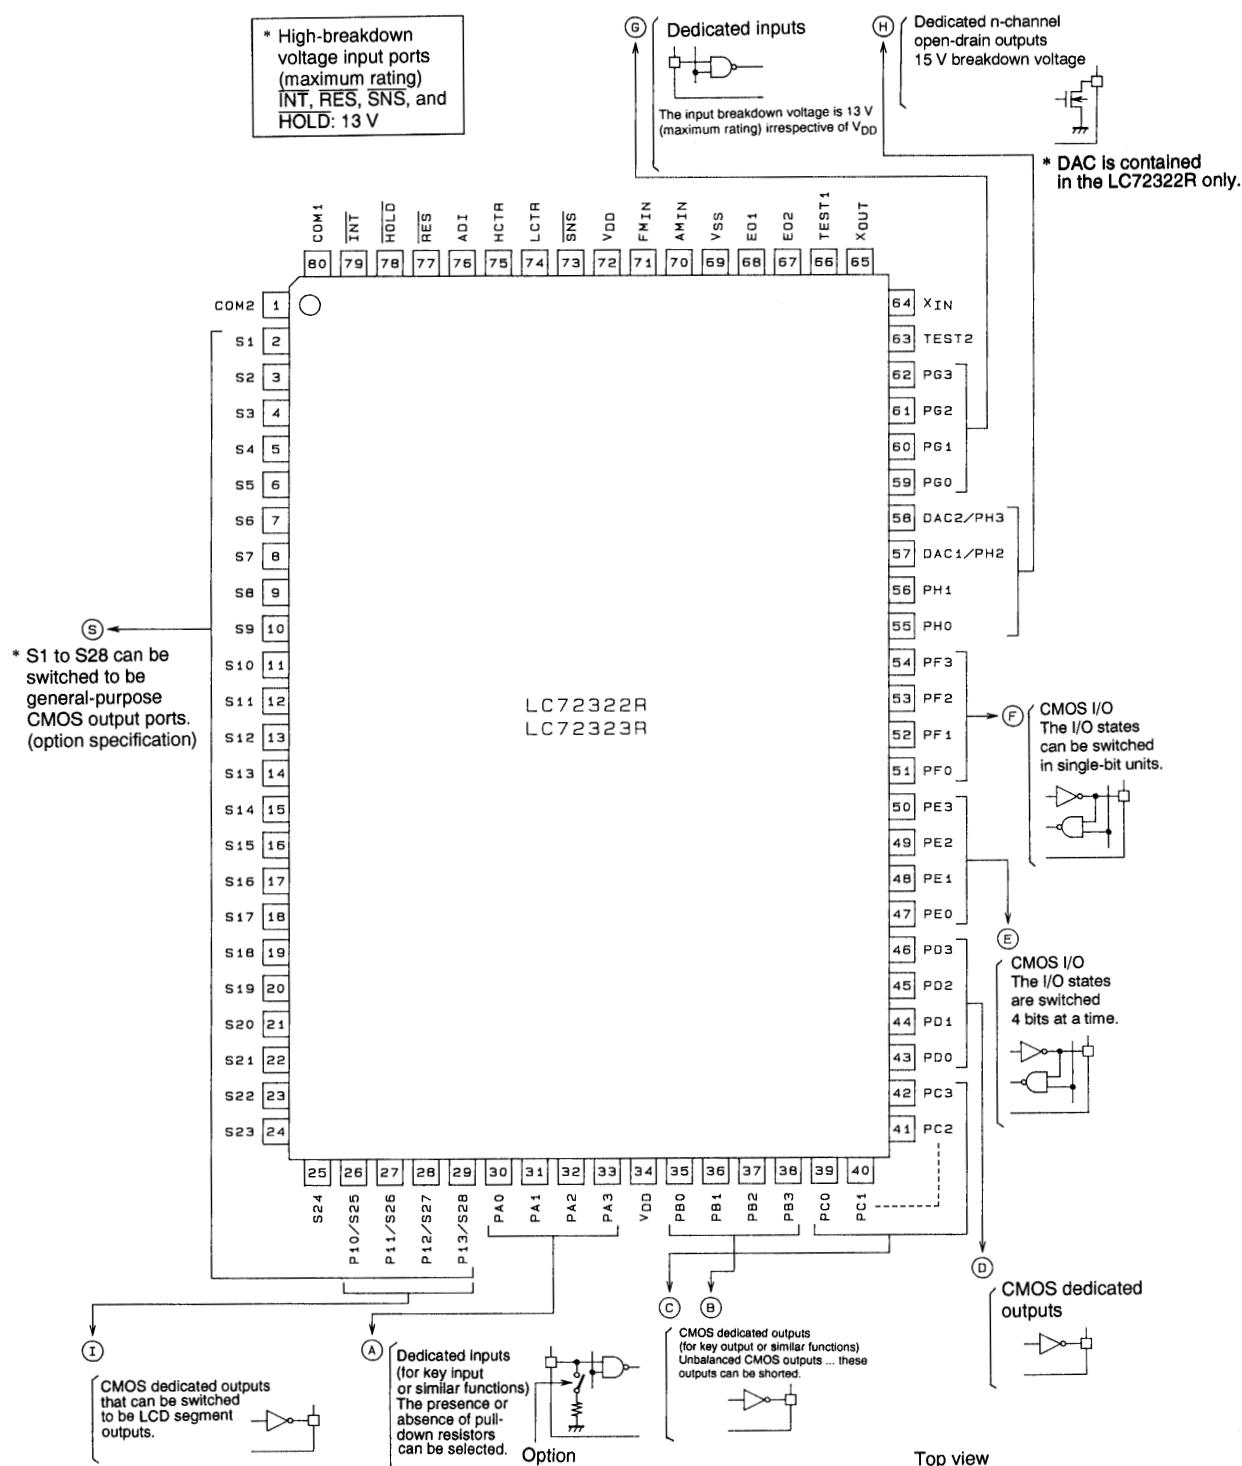 * High-breakdown
voltage input ports
(maximum rating)
INT, RES, SNS, and
HOLD: 13 V
G
Dedicated inputs
The input breakdown voltage is 13 V
(maximum rating) irrespective of VDD
H
Dedicated n-channel
open-drain outputs
15 V breakdown voltage
* DAC is contained
in the LC72322R only.
COM1 INT HOLD RES ADI HCTR LCTR SNS VDD FMIN AMIN VSS EO1 EO2 TEST1 XOUT
80 79 78 77 76 75 74 73 72 71 70 69 68 67 66 65
COM2 1
S1 2
S2 3
S3 4
S4 5
S5 6
S6 7
S7 8
S8 9
S9 10
S10 11
S11 12
S12 13
S13 14
S14 15
S15 16
S16 17
S17 18
S18 19
S19 20
S20 21
S21 22
S22 23
S23 24
S
* S1 to S28 can be
switched to be
general-purpose
CMOS output ports.
(option specification)
LC72322R
LC72323R
64 XIN
63 TEST2
62 PG3
61 PG2
60 PG1
59 PG0
58 DAC2/PH3
57 DAC1/PH2
56 PH1
55 PH0
54 PF3
53 PF2
52 PF1
51 PF0
50 PE3
49 PE2
48 PE1
47 PE0
46 PD3
45 PD2
44 PD1
43 PD0
42 PC3
41 PC2
F
CMOS I/O
The I/O states
can be switched
in single-bit units.
E
CMOS I/O
The I/O states
are switched
4 bits at a time.
25 26 27 28 29 30 31 32 33 34 35 36 37 38 39 40
S24 P10/S25 P11/S26 P12/S27 P13/S28 PA0 PA1 PA2 PA3 VDD PB0 PB1 PB2 PB3 PC0 PC1
D
CMOS dedicated
outputs
I
CMOS dedicated outputs
that can be switched
to be LCD segment
outputs.
A
Dedicated inputs
(for key input
or similar functions)
The presence or
absence of pull-
down resistors
can be selected.
Option
C B
CMOS dedicated outputs
(for key output or similar functions)
Unbalanced CMOS outputs ... these
outputs can be shorted.
Top view